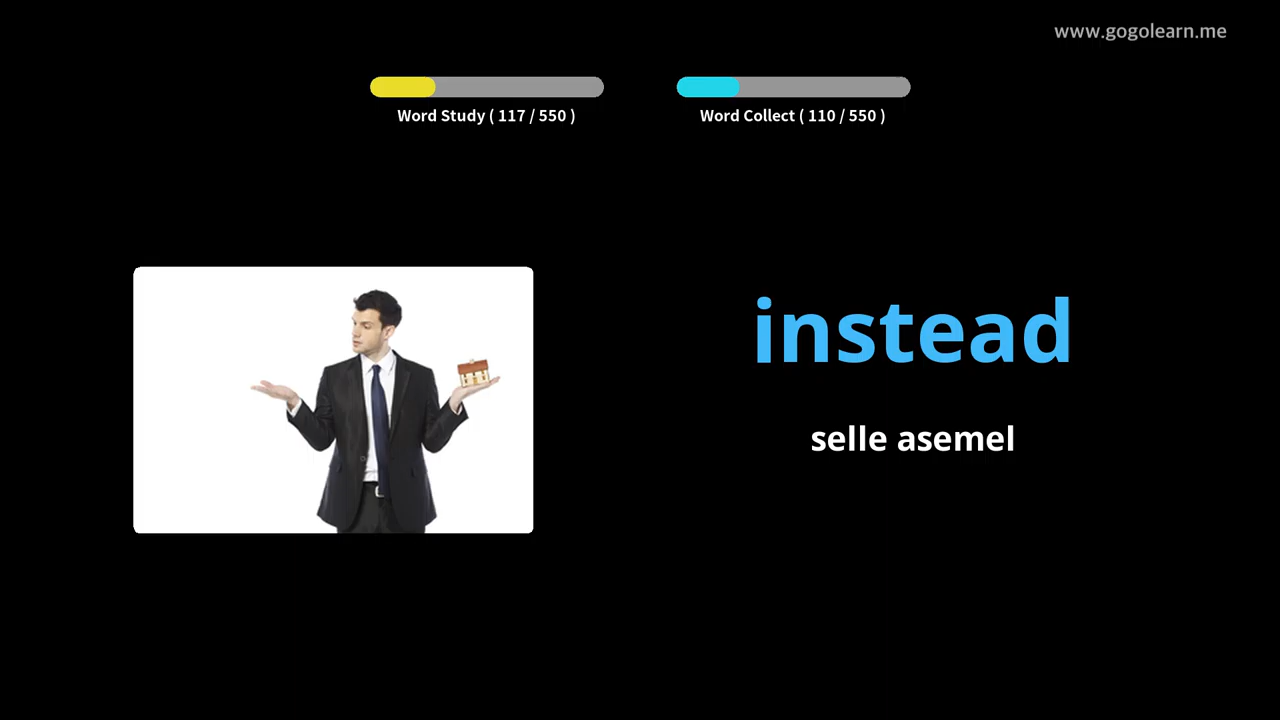 www.gogolearn.me
Word Study ( 117 / 550 )
Word Collect ( 110 / 550 )
instead
selle asemel